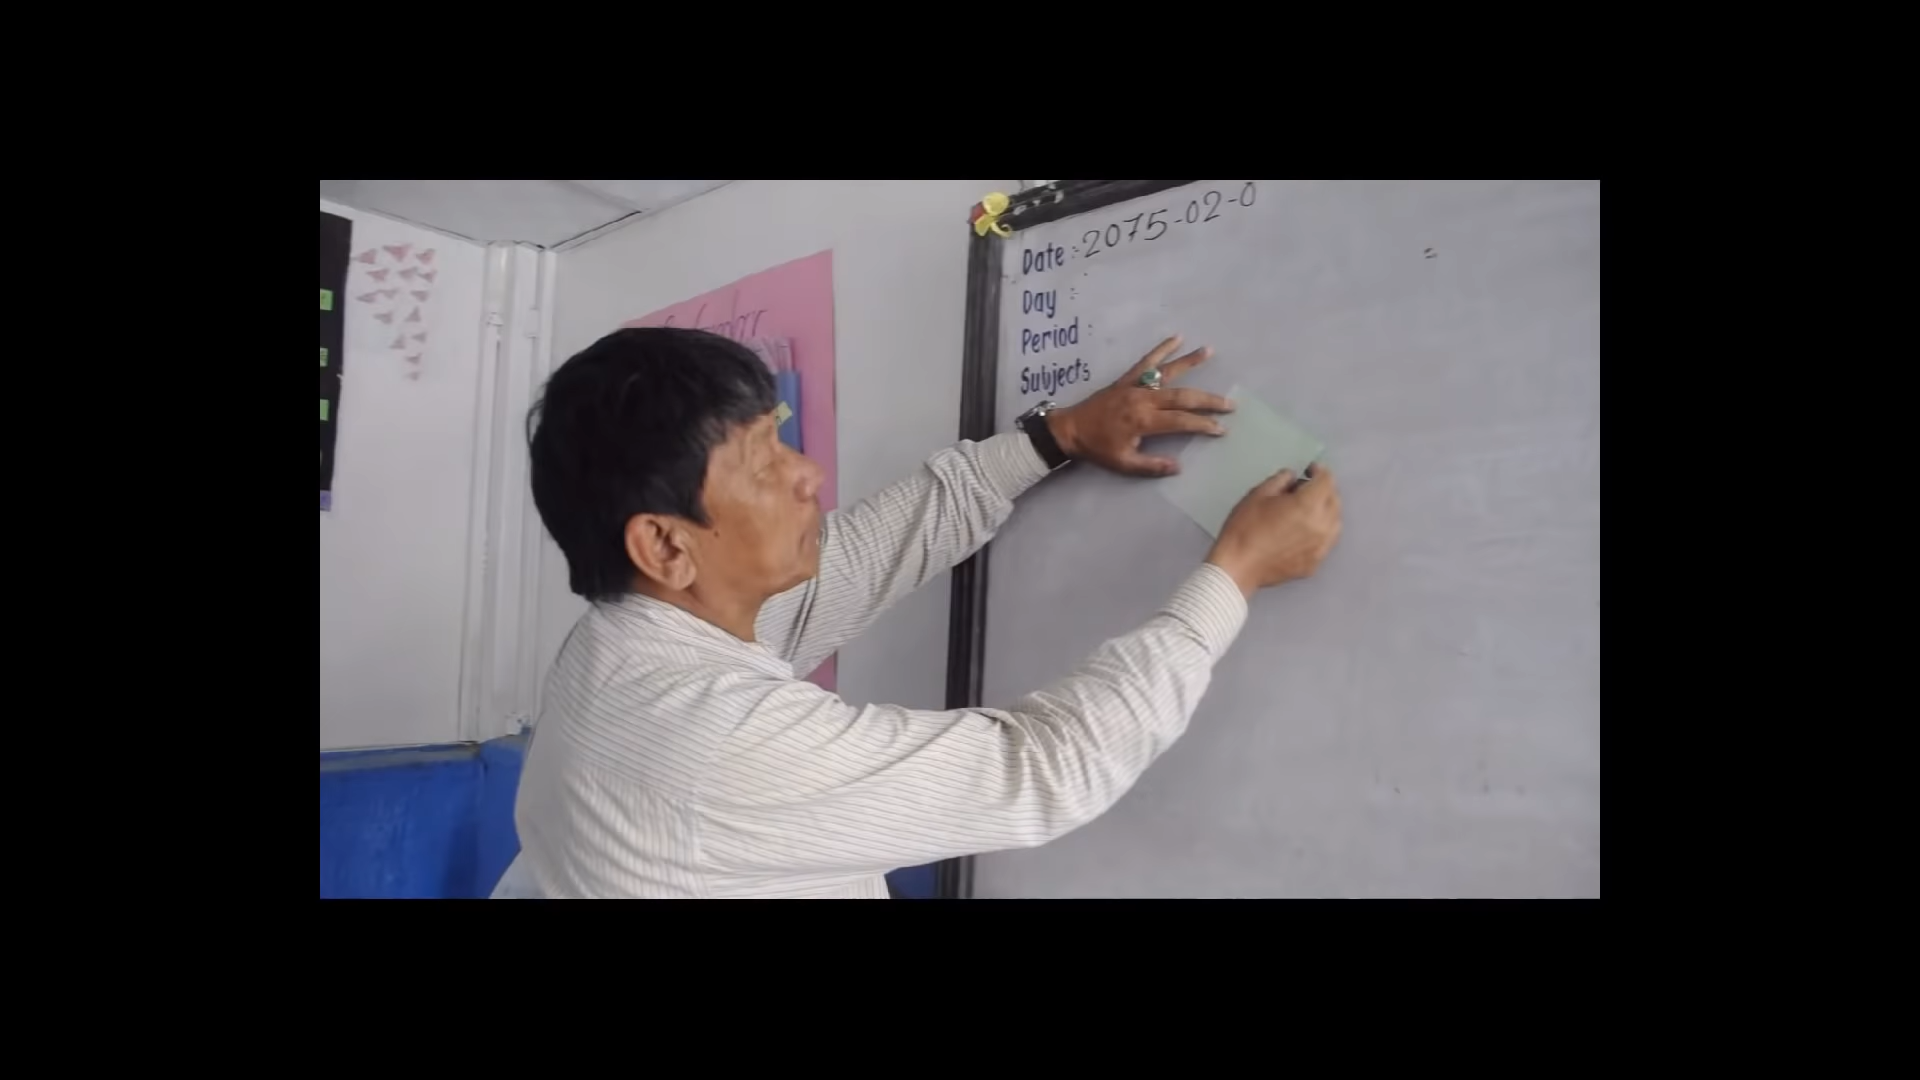 Date :- 2075-02-0
Day :-
Period :
Subjects
=